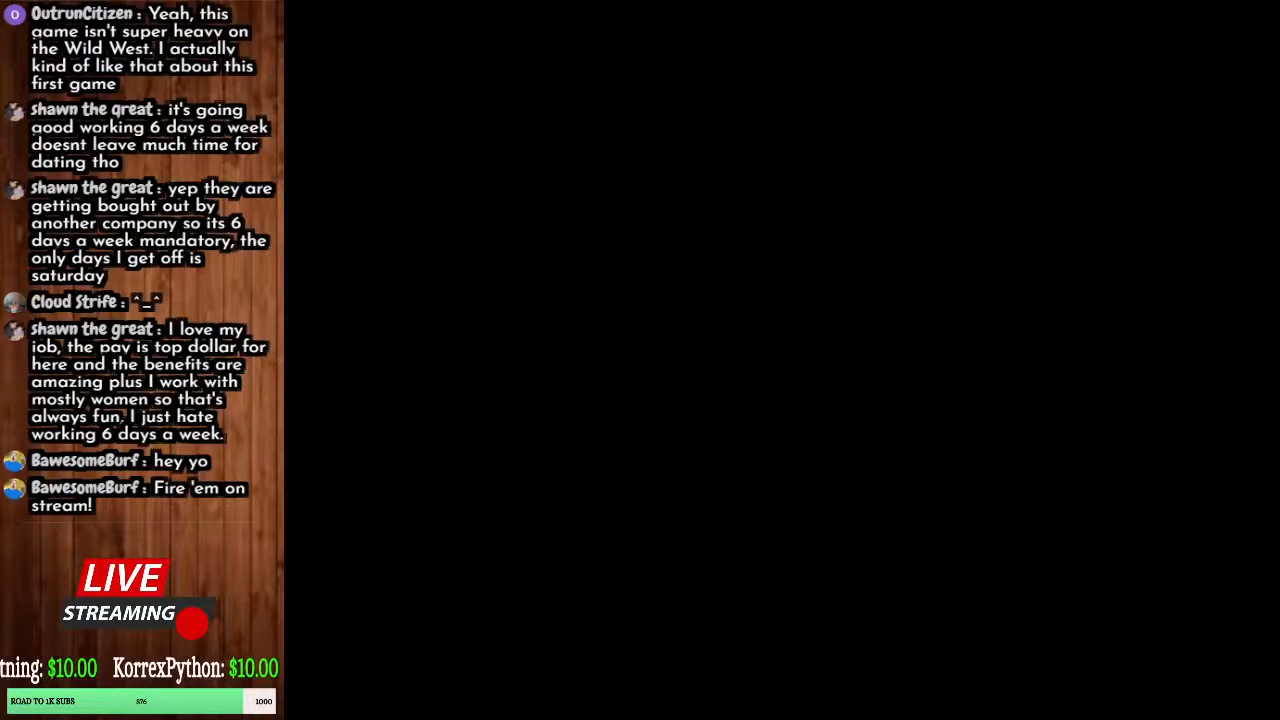 O OutrunCitizen : Yeah, this
game isn't super heavy on
the Wild West. I actually
kind of like that about this
first game
shawn the great : it's going
good working 6 days a week
doesnt leave much time for
dating tho
shawn the great : yep they are
getting bought out by
another company so its 6
days a week mandatory, the
only days I get off is
saturday
Cloud Strife : ^_^
shawn the great : I love my
job, the pay is top dollar for
here and the benefits are
amazing plus I work with
mostly women so that's
always fun. I just hate
working 6 days a week.
BawesomeBurf : hey yo
BawesomeBurf : Fire 'em on
stream!
LIVE
STREAMING
tning: $10.00 KorrexPython: $10.00
ROAD TO 1K SUBS 876 1000